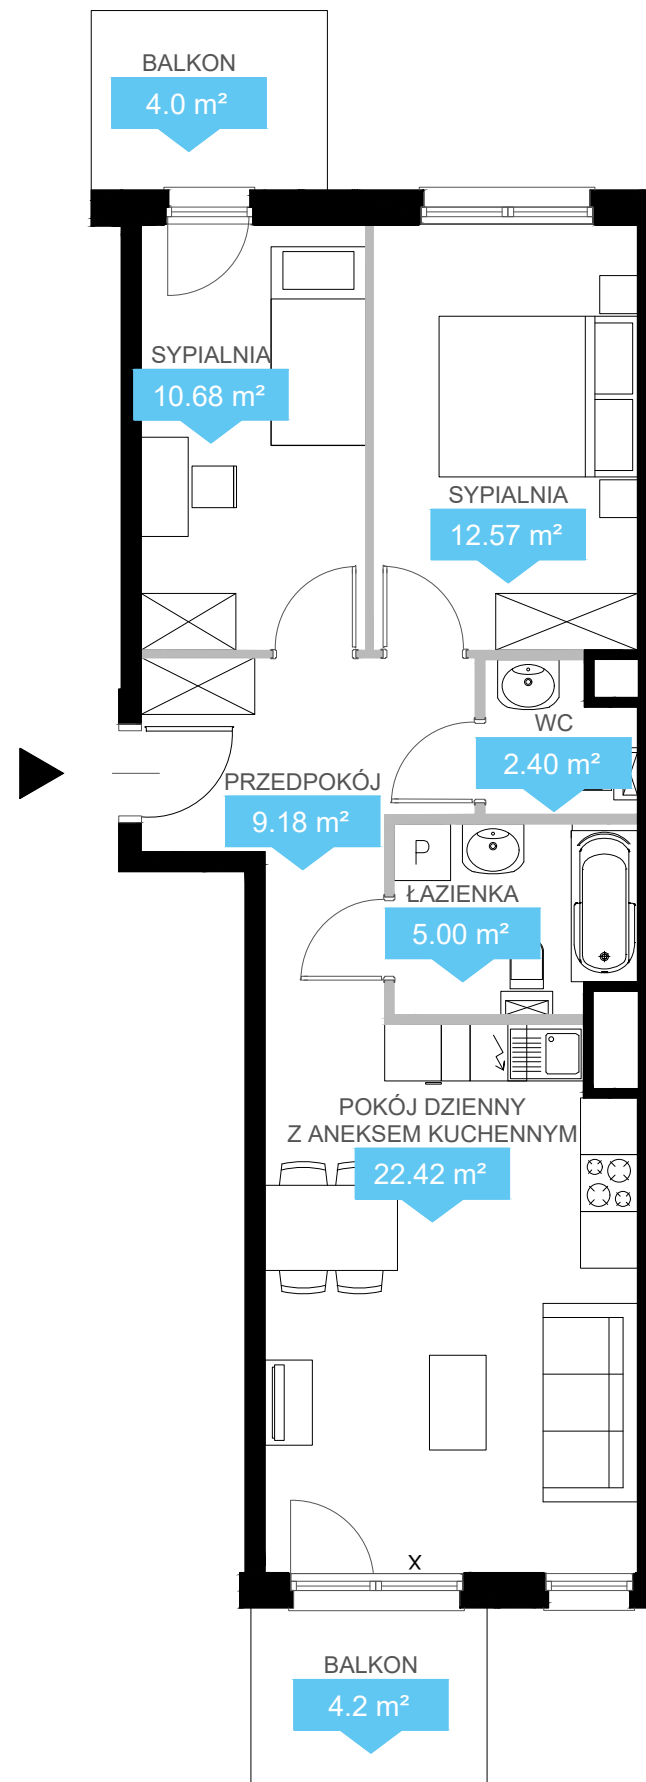 BALKON
4.0 m²
SYPIALNIA
10.68 m²
SYPIALNIA
12.57 m²
WC
2.40 m²
PRZEDPOKÓJ
9.18 m²
P
ŁAZIENKA
5.00 m²
POKÓJ DZIENNY
Z ANEKSEM KUCHENNYM
22.42 m²
X
BALKON
4.2 m²